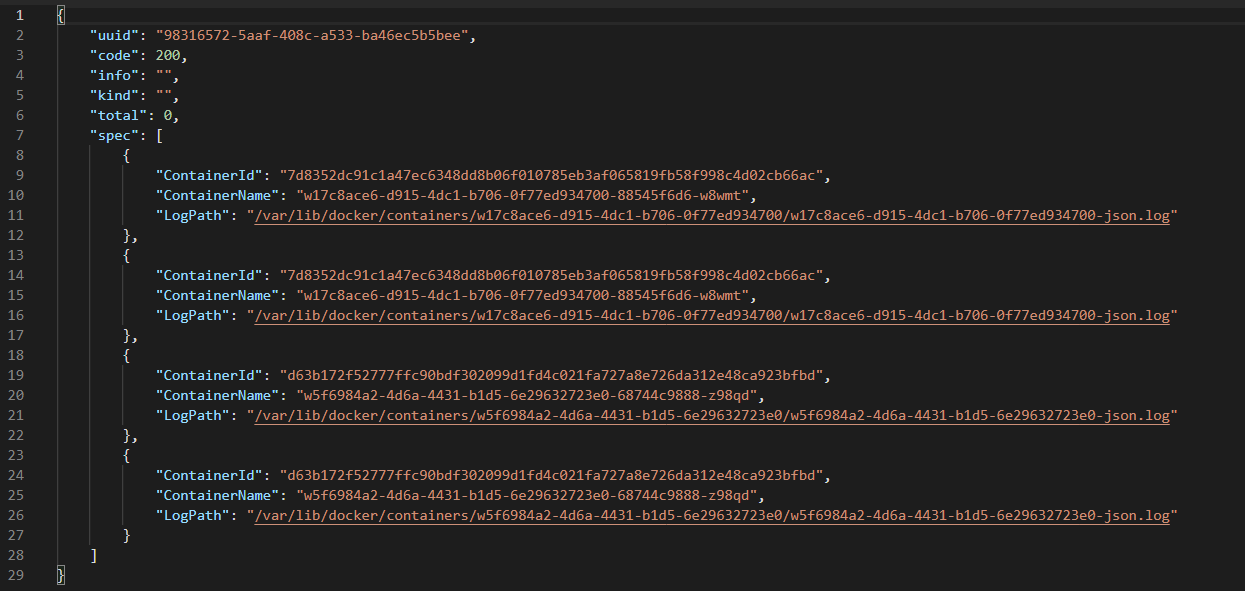 1 {
2 "uuid": "98316572-5aaf-408c-a533-ba46ec5b5bee",
3 "code": 200,
4 "info": "",
5 "kind": "",
6 "total": 0,
7 "spec": [
8 {
9 "ContainerId": "7d8352dc91c1a47ec6348dd8b06f010785eb3af065819fb58f998c4d02cb66ac",
10 "ContainerName": "w17c8ace6-d915-4dc1-b706-0f77ed934700-88545f6d6-w8wmt",
11 "LogPath": "/var/lib/docker/containers/w17c8ace6-d915-4dc1-b706-0f77ed934700/w17c8ace6-d915-4dc1-b706-0f77ed934700-json.log"
12 },
13 {
14 "ContainerId": "7d8352dc91c1a47ec6348dd8b06f010785eb3af065819fb58f998c4d02cb66ac",
15 "ContainerName": "w17c8ace6-d915-4dc1-b706-0f77ed934700-88545f6d6-w8wmt",
16 "LogPath": "/var/lib/docker/containers/w17c8ace6-d915-4dc1-b706-0f77ed934700/w17c8ace6-d915-4dc1-b706-0f77ed934700-json.log"
17 },
18 {
19 "ContainerId": "d63b172f52777ffc90bdf302099d1fd4c021fa727a8e726da312e48ca923bfbd",
20 "ContainerName": "w5f6984a2-4d6a-4431-b1d5-6e29632723e0-68744c9888-z98qd",
21 "LogPath": "/var/lib/docker/containers/w5f6984a2-4d6a-4431-b1d5-6e29632723e0/w5f6984a2-4d6a-4431-b1d5-6e29632723e0-json.log"
22 },
23 {
24 "ContainerId": "d63b172f52777ffc90bdf302099d1fd4c021fa727a8e726da312e48ca923bfbd",
25 "ContainerName": "w5f6984a2-4d6a-4431-b1d5-6e29632723e0-68744c9888-z98qd",
26 "LogPath": "/var/lib/docker/containers/w5f6984a2-4d6a-4431-b1d5-6e29632723e0/w5f6984a2-4d6a-4431-b1d5-6e29632723e0-json.log"
27 }
28 ]
29 }